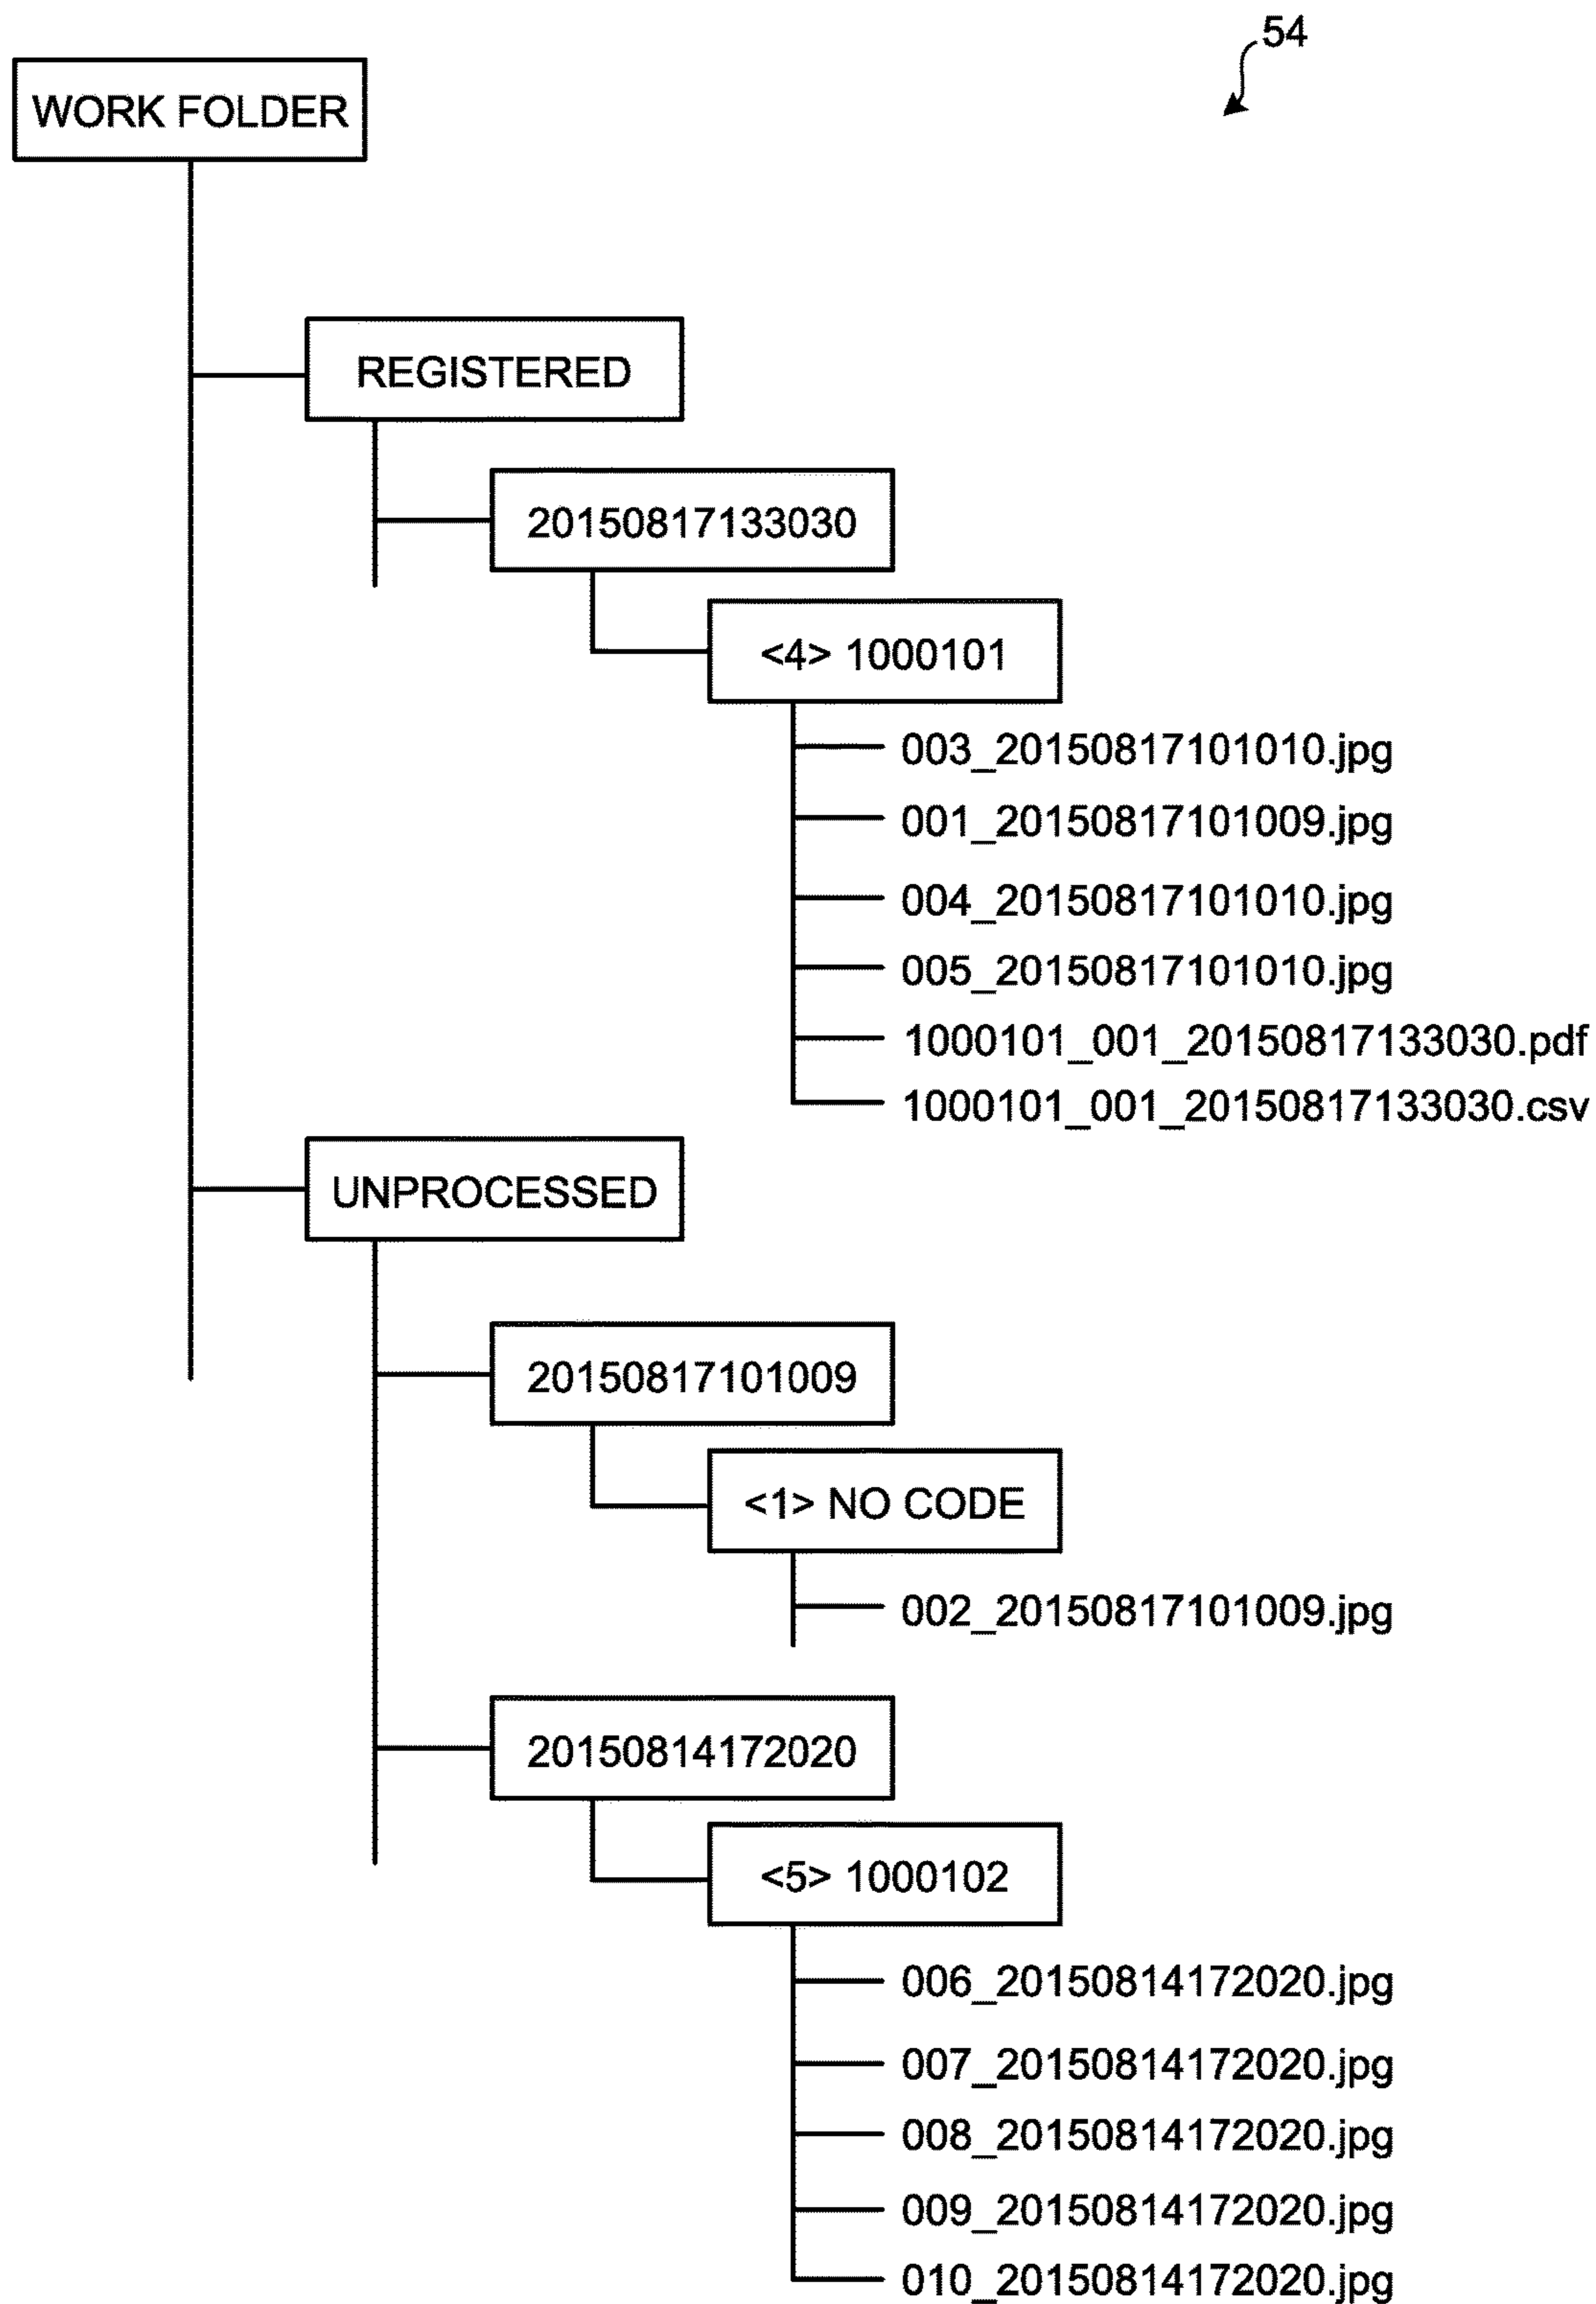 54
WORK FOLDER
REGISTERED
20150817133030
<4> 1000101
003_20150817101010.jpg
001_20150817101009.jpg
004_20150817101010.jpg
005_20150817101010.jpg
1000101_001_20150817133030.pdf
1000101_001_20150817133030.csv
UNPROCESSED
20150817101009
<1> NO CODE
002_20150817101009.jpg
20150814172020
<5> 1000102
006_20150814172020.jpg
007_20150814172020.jpg
008_20150814172020.jpg
009_20150814172020.jpg
010_20150814172020.jpg